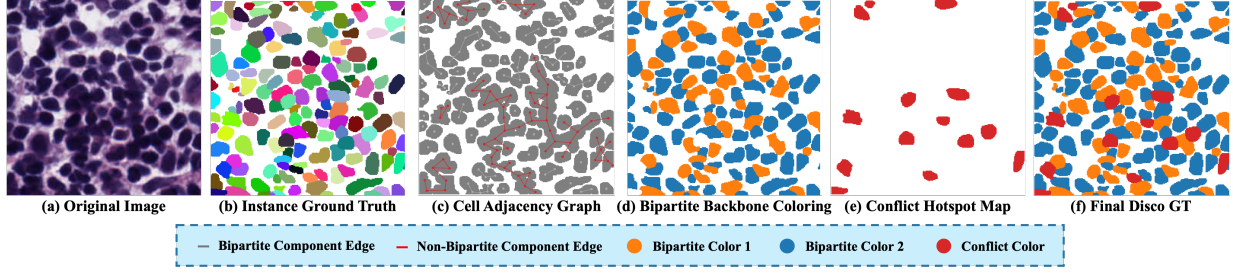 (a) Original Image (b) Instance Ground Truth (c) Cell Adjacency Graph (d) Bipartite Backbone Coloring (e) Conflict Hotspot Map (f) Final Disco GT
Bipartite Component Edge Non-Bipartite Component Edge Bipartite Color 1 Bipartite Color 2 Conflict Color